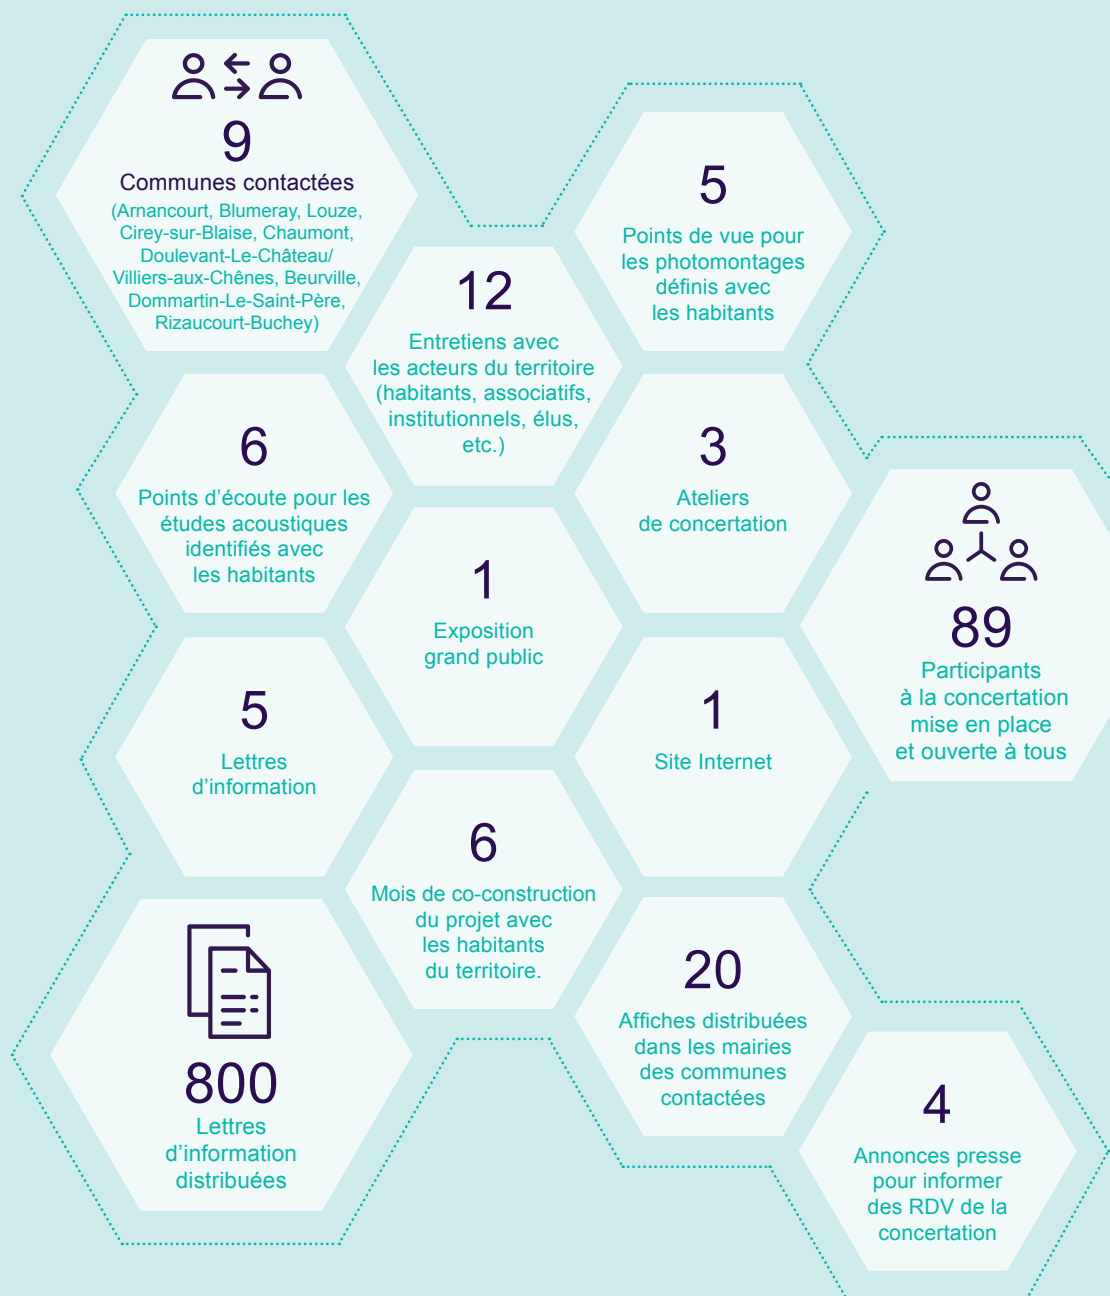 9
Communes contactées
(Arnancourt, Blumeray, Louze,
Cirey-sur-Blaise, Chaumont,
Doulevant-Le-Château/
Villiers-aux-Chênes, Beurville,
Dommartin-Le-Saint-Père,
Rizaucourt-Buchey)
5
Points de vue pour
les photomontages
définis avec
les habitants
12
Entretiens avec
les acteurs du territoire
(habitants, associatifs,
institutionnels, élus,
etc.)
6
Points d'écoute pour les
études acoustiques
identifiés avec
les habitants
3
Ateliers
de concertation
89
Participants
à la concertation
mise en place
et ouverte à tous
1
Exposition
grand public
5
Lettres
d'information
1
Site Internet
6
Mois de co-construction
du projet avec
les habitants
du territoire.
800
Lettres
d'information
distribuées
20
Affiches distribuées
dans les mairies
des communes
contactées
4
Annonces presse
pour informer
des RDV de la
concertation